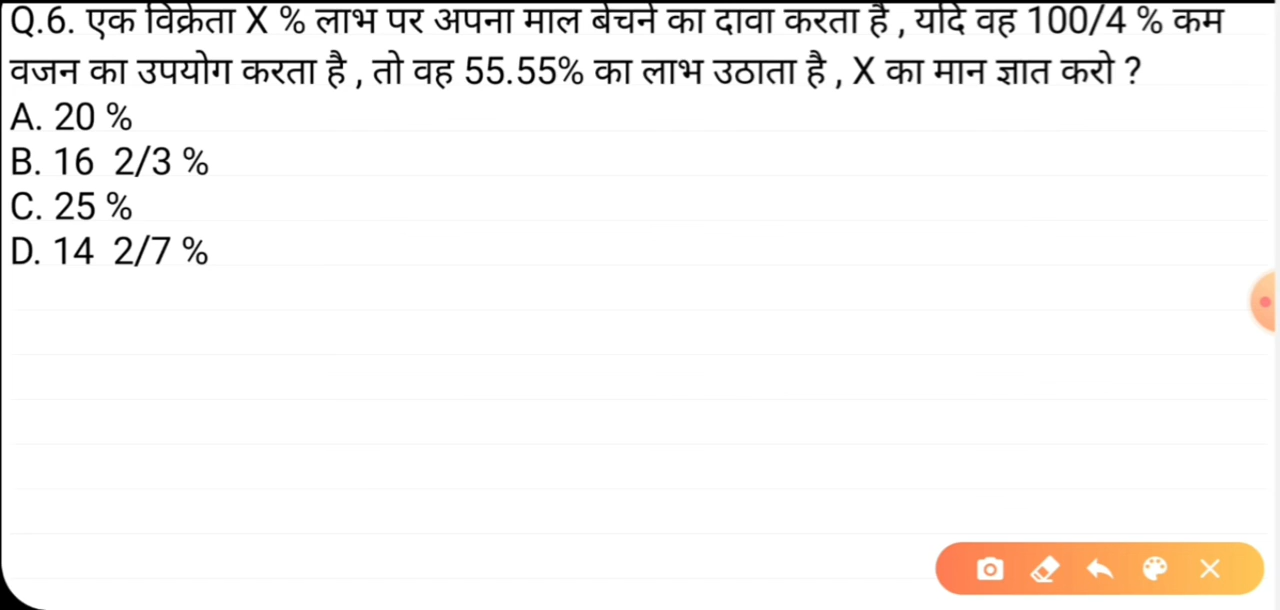 Q.6. एक विक्रेता X % लाभ पर अपना माल बेचने का दावा करता है , यदि वह 100/4 % कम
वजन का उपयोग करता है , तो वह 55.55% का लाभ उठाता है , X का मान ज्ञात करो ?
A. 20 %
B. 16 2/3 %
C. 25 %
D. 14 2/7 %